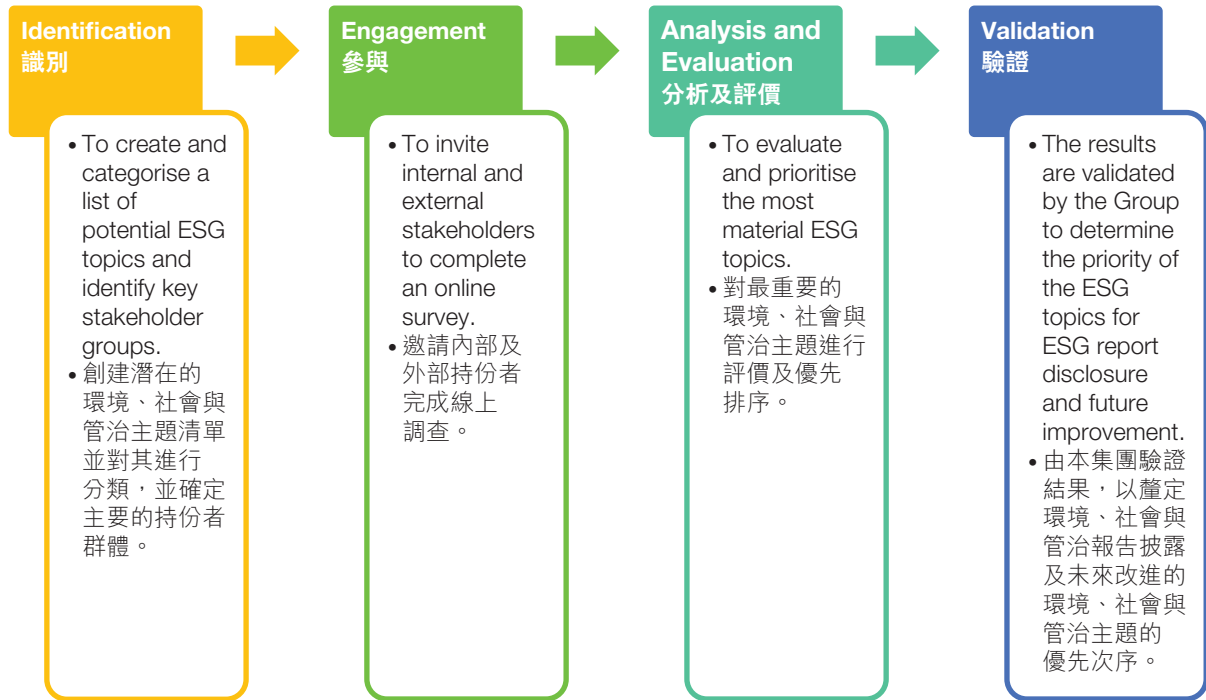 Identification
識別
• To create and
categorise a
list of
potential ESG
topics and
identify key
stakeholder
groups.
• 創建潛在的
環境、社會與
管治主題清單
並對其進行
分類，並確定
主要的持份者
群體。
Engagement
參與
• To invite
internal and
external
stakeholders
to complete
an online
survey.
• 邀請內部及
外部持份者
完成線上
調查。
Analysis and
Evaluation
分析及評價
• To evaluate
and prioritise
the most
material ESG
topics.
• 對最重要的
環境、社會與
管治主題進行
評價及優先
排序。
Validation
驗證
• The results
are validated
by the Group
to determine
the priority of
the ESG
topics for
ESG report
disclosure
and future
improvement.
• 由本集團驗證
結果，以釐定
環境、社會與
管治報告披露
及未來改進的
環境、社會與
管治主題的
優先次序。